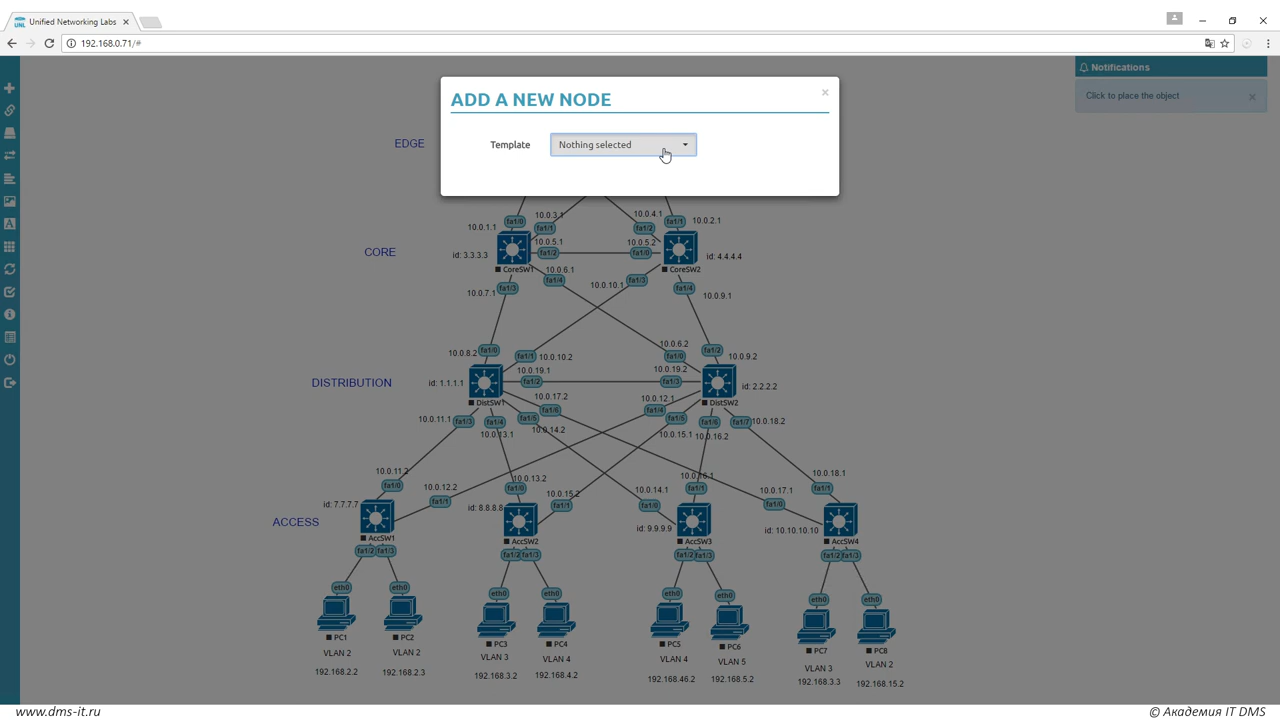 Unified Networking Labs
192.168.0.71/#
Notifications
Click to place the object
ADD A NEW NODE
Template
Nothing selected
EDGE
CORE
DISTRIBUTION
ACCESS
10.0.3.1
10.0.4.1
10.0.1.1
fa1/0
fa1/1
fa1/2
fa1/1
10.0.2.1
10.0.5.1
10.0.5.2
fa1/2
fa1/0
id: 3.3.3.3
id: 4.4.4.4
CoreSW1
CoreSW2
10.0.6.1
10.0.10.1
fa1/4
fa1/3
10.0.7.1
fa1/3
fa1/4
10.0.9.1
10.0.6.2
10.0.8.2
fa1/0
fa1/1
10.0.10.2
fa1/0
fa1/2
10.0.9.2
10.0.19.1
10.0.19.2
id: 1.1.1.1
fa1/2
fa1/3
id: 2.2.2.2
DistSW1
DistSW2
10.0.17.2
10.0.12.1
fa1/6
fa1/4
10.0.11.1
fa1/3
fa1/4
fa1/5
fa1/5
fa1/6
fa1/7
10.0.18.2
10.0.13.1
10.0.14.2
10.0.15.1
10.0.16.2
10.0.11.2
fa1/0
10.0.12.2
fa1/1
10.0.13.2
fa1/0
10.0.15.2
fa1/1
10.0.14.1
fa1/0
fa1/1
10.0.17.1
fa1/0
10.0.18.1
fa1/1
id: 7.7.7.7
id: 8.8.8.8
id: 9.9.9.9
id: 10.10.10.10
AccSW1
AccSW2
AccSW3
AccSW4
fa1/2
fa1/3
fa1/2
fa1/3
fa1/2
fa1/3
fa1/2
fa1/3
eth0
eth0
eth0
eth0
eth0
eth0
eth0
eth0
PC1
PC2
PC3
PC4
PC5
PC6
PC7
PC8
VLAN 2
VLAN 2
VLAN 3
VLAN 4
VLAN 4
VLAN 5
VLAN 3
VLAN 2
192.168.2.2
192.168.2.3
192.168.3.2
192.168.4.2
192.168.46.2
192.168.5.2
192.168.3.3
192.168.15.2
www.dms-it.ru
© Академия IT DMS